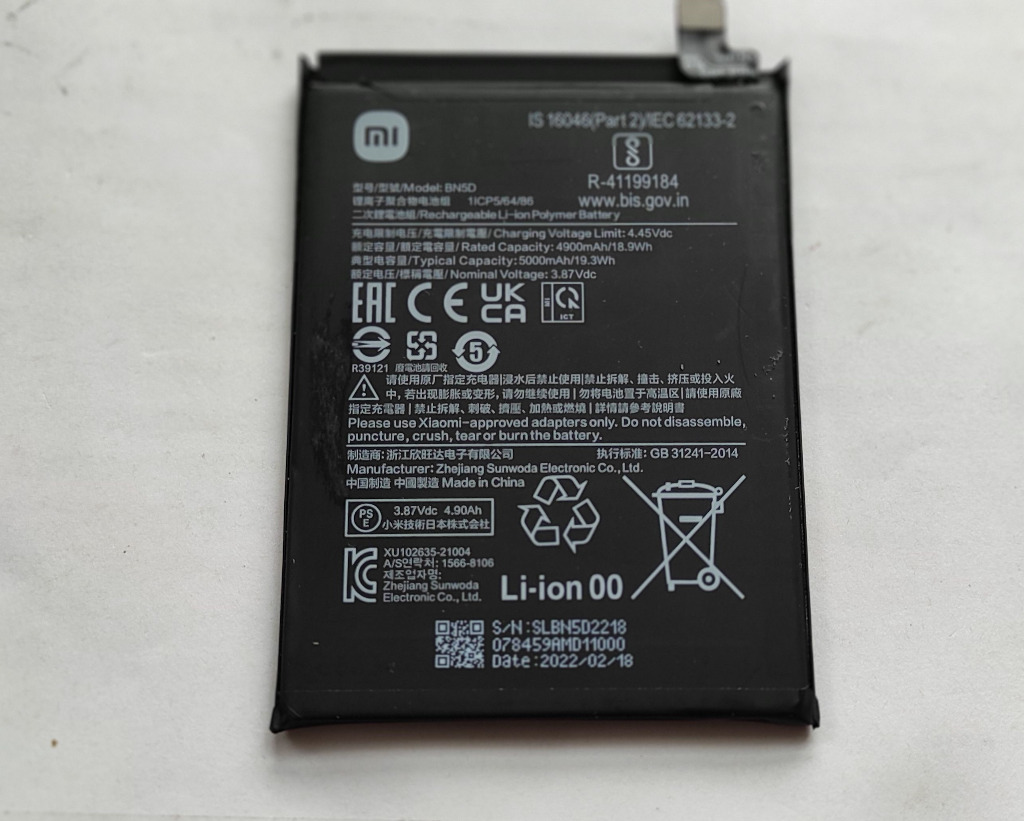 mi
IS 16046(Part 2)/IEC 62133-2
R-41199184
www.bis.gov.in
型号/型號/Model: BN5D
锂离子聚合物电池组 1ICP5/64/86
二次鋰電池組/Rechargeable Li-ion Polymer Battery
充电限制电压/充電限制電壓/ Charging Voltage Limit: 4.45Vdc
额定容量/額定電容量/ Rated Capacity: 4900mAh/18.9Wh
典型电容量/Typical Capacity: 5000mAh/19.3Wh
额定电压/標稱電壓/ Nominal Voltage: 3.87Vdc
EAC CE UKCA
ICT
5
R39121 廢電池請回收
请使用原厂指定充电器|浸水后禁止使用|禁止拆解、撞击、挤压或投入火
中,若出现膨胀或变形,请勿继续使用|勿将电池置于高温区|請使用原廠
指定充電器|禁止拆解、刺破、擠壓、加熱或燃燒|詳情請參考說明書
Please use Xiaomi-approved adapters only. Do not disassemble,
puncture, crush, tear or burn the battery.
制造商: 浙江欣旺达电子有限公司 执行标准: GB 31241-2014
Manufacturer: Zhejiang Sunwoda Electronic Co., Ltd.
中国制造 中國製造 Made in China
PSE 3.87Vdc 4.90Ah
小米技術日本株式会社
XU102635-21004
A/S연락처: 1566-8106
제조업자명:
Zhejiang Sunwoda
Electronic Co., Ltd.
Li-ion 00
S/N:SLBN5D2218
078459AMD11000
Date:2022/02/18